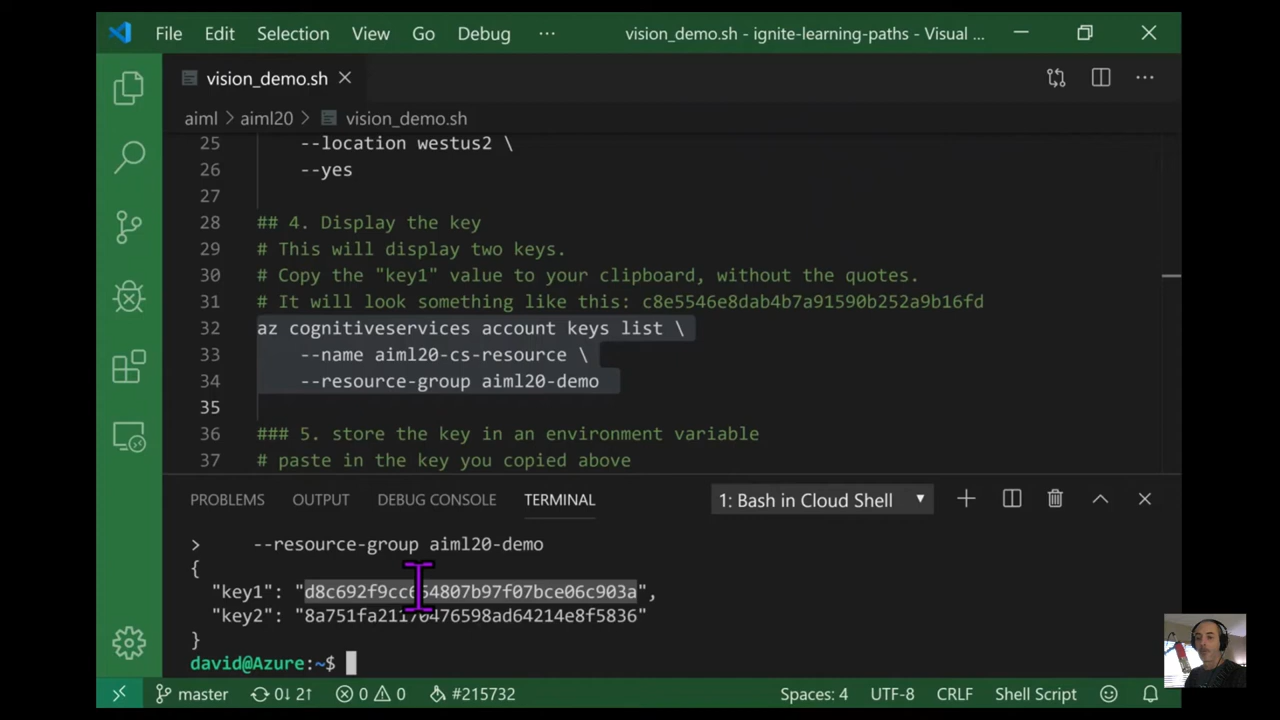 File Edit Selection View Go Debug ··· vision_demo.sh - ignite-learning-paths - Visual ...
vision_demo.sh
aiml > aiml20 > vision_demo.sh
25 --location westus2 \
26 --yes
27
28 ## 4. Display the key
29 # This will display two keys.
30 # Copy the "key1" value to your clipboard, without the quotes.
31 # It will look something like this: c8e5546e8dab4b7a91590b252a9b16fd
32 az cognitiveservices account keys list \
33 --name aiml20-cs-resource \
34 --resource-group aiml20-demo
35
36 ### 5. store the key in an environment variable
37 # paste in the key you copied above
PROBLEMS OUTPUT DEBUG CONSOLE TERMINAL 1: Bash in Cloud Shell
> --resource-group aiml20-demo
{
"key1": "d8c692f9cc654807b97f07bce06c903a",
"key2": "8a751fa21170476598ad64214e8f5836"
}
david@Azure:~$
master 0↓ 2↑ 0 0 #215732 Spaces: 4 UTF-8 CRLF Shell Script